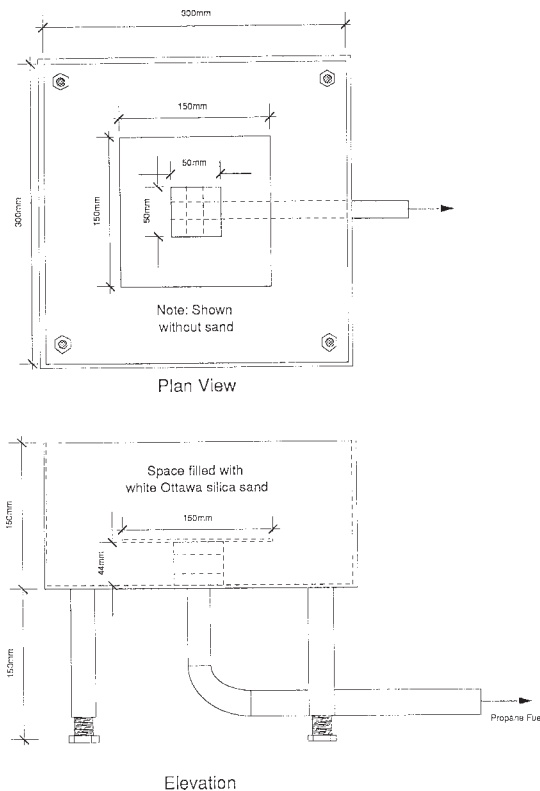 300mm
150mm
50mm
50mm
150mm
300mm
Note: Shown
without sand
Plan View
Space filled with
white Ottawa silica sand
150mm
150mm
44mm
150mm
Propane Fue
Elevation